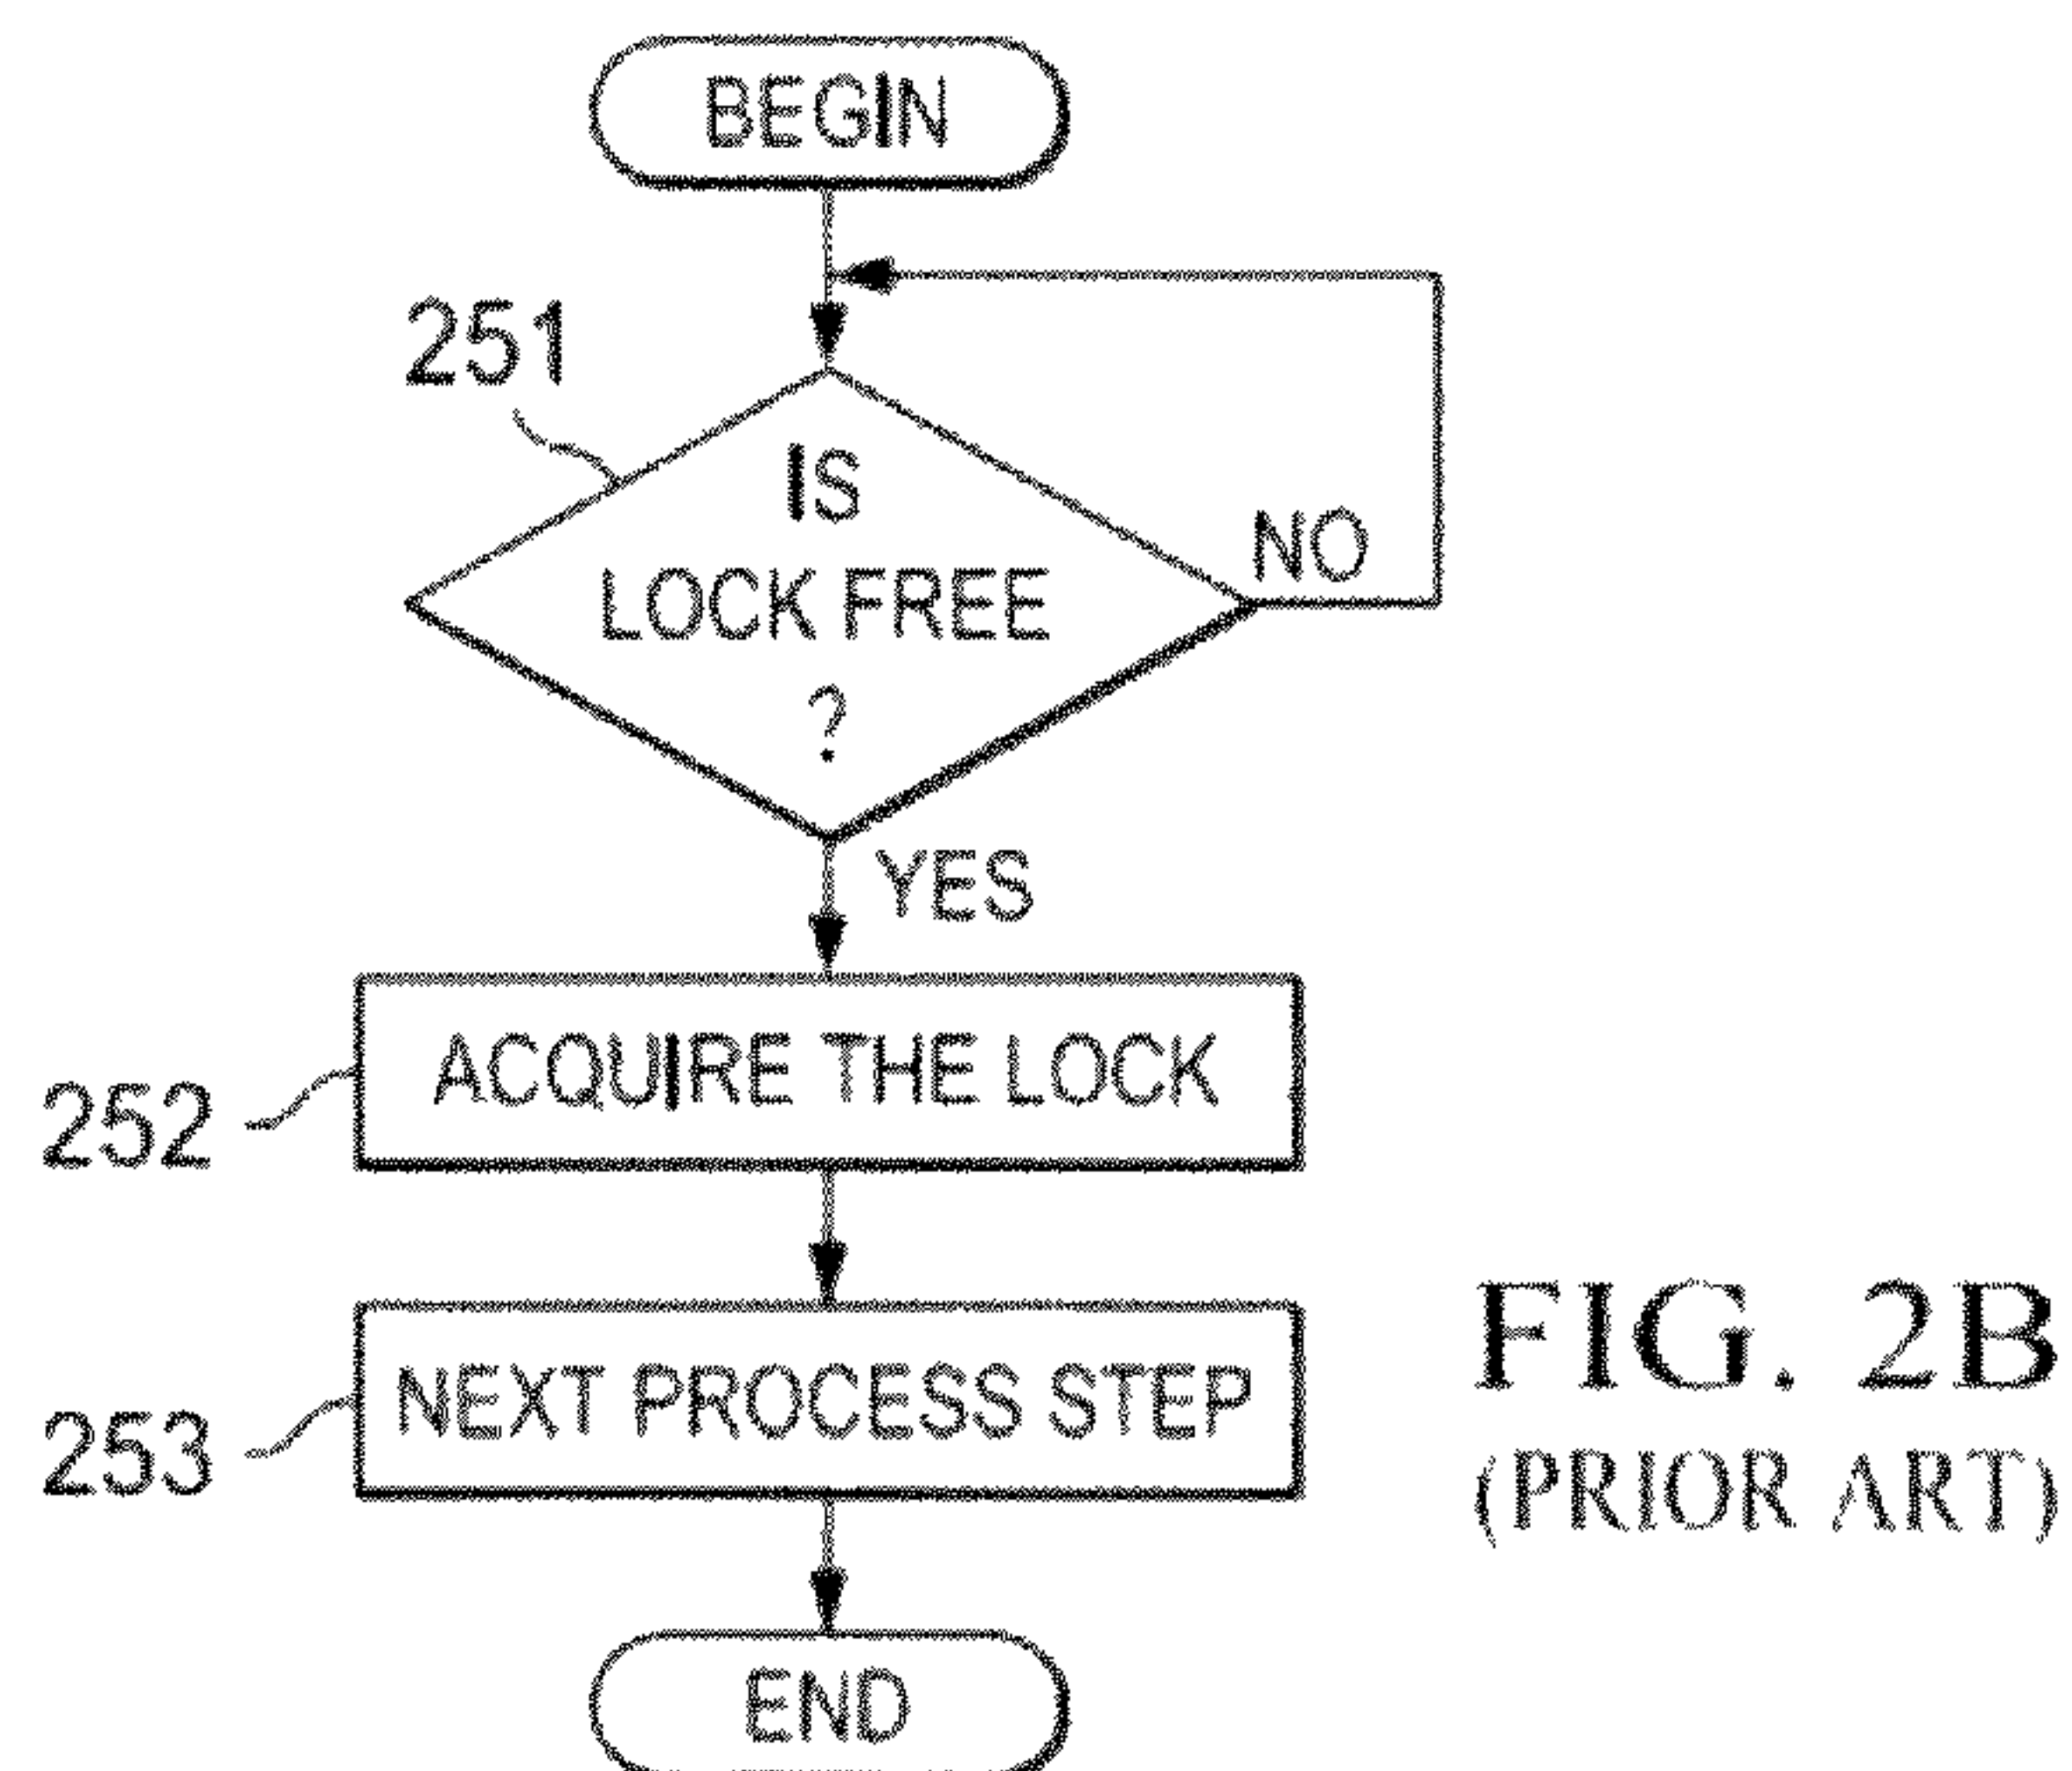 BEGIN
251
IS
LOCK FREE
?
NO
YES
ACQUIRE THE LOCK
252
NEXT PROCESS STEP
253
END
FIG. 2B
(PRIOR ART)